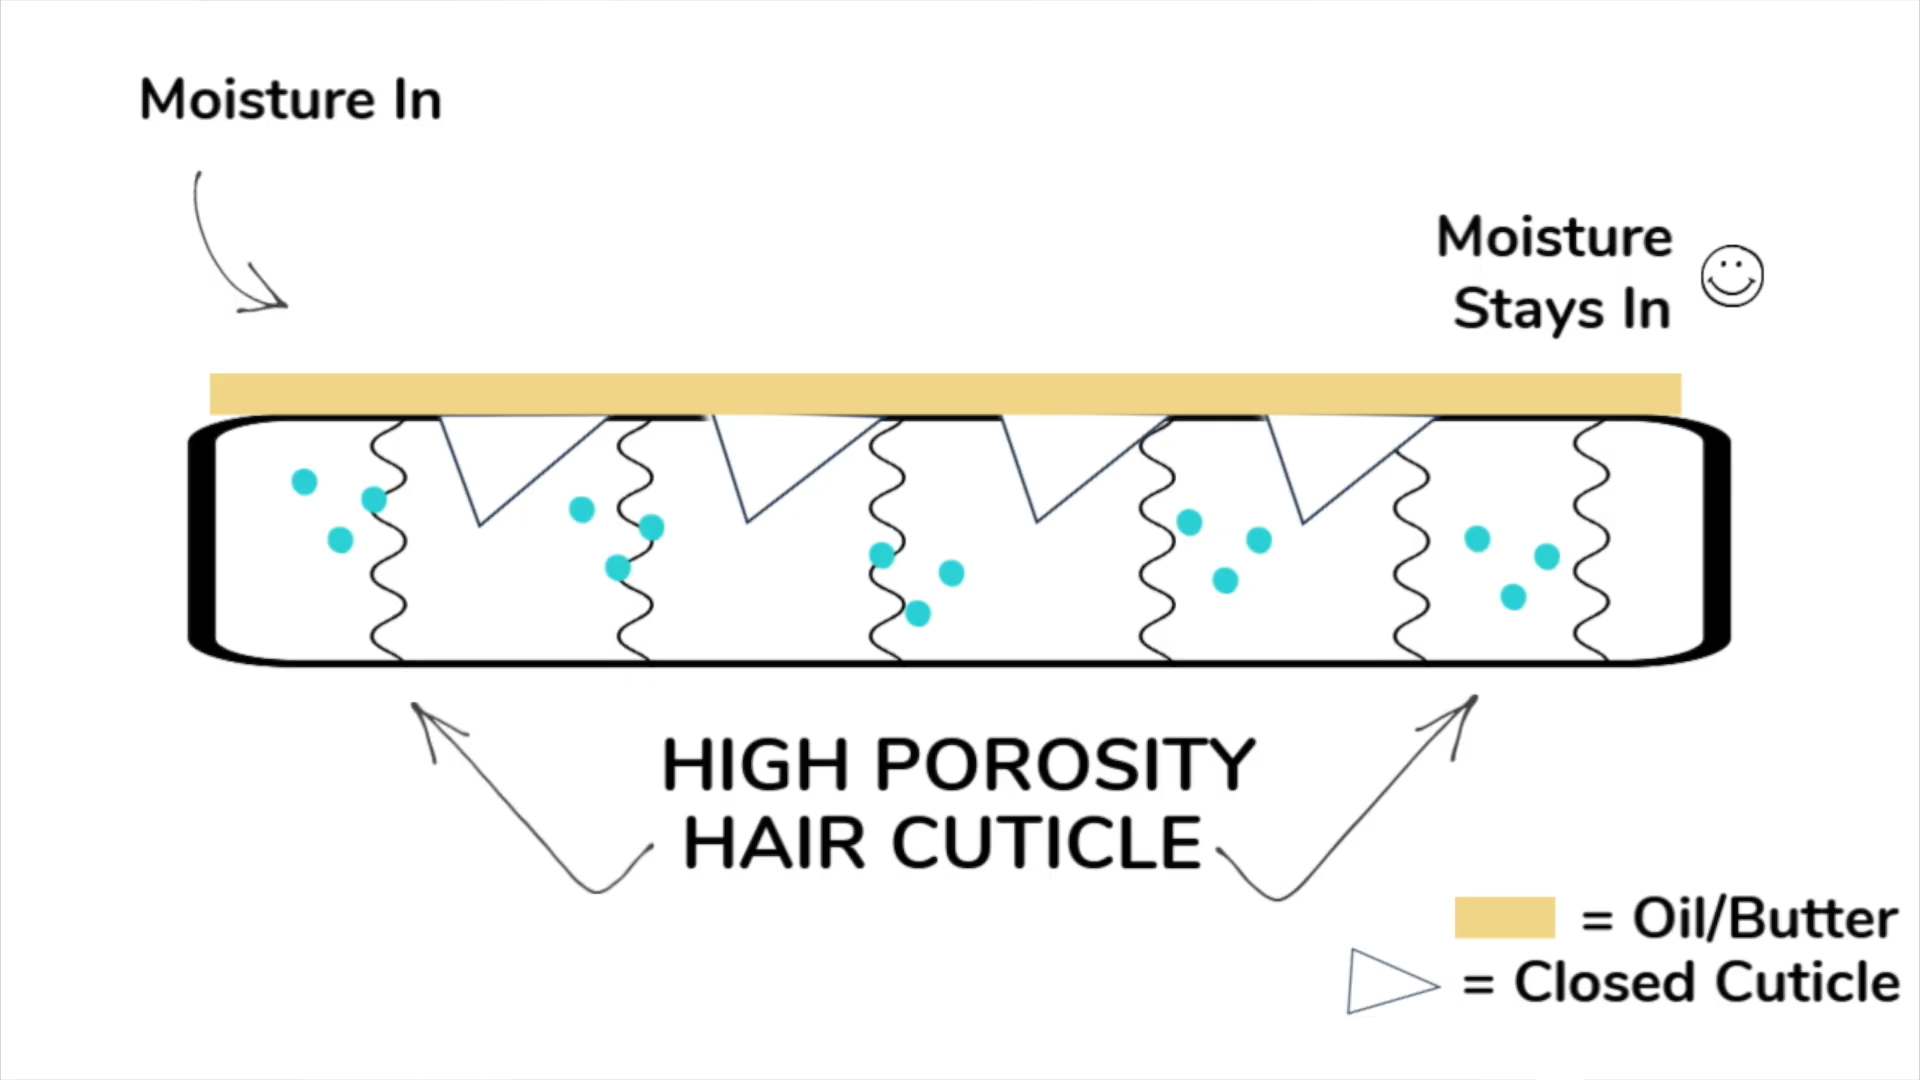 Moisture In
Moisture
Stays In
HIGH POROSITY
HAIR CUTICLE
= Oil/Butter
= Closed Cuticle